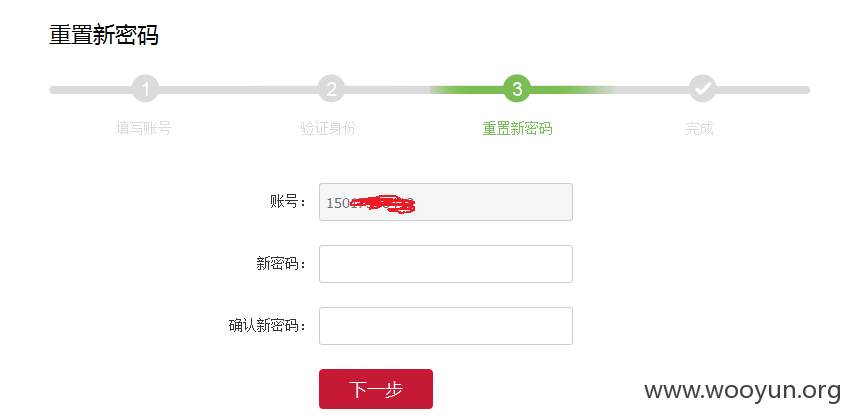 重置新密码
1 2 3
填写账号 验证身份 重置新密码 完成
账号： 150
新密码：
确认新密码：
下一步
www.wooyun.org